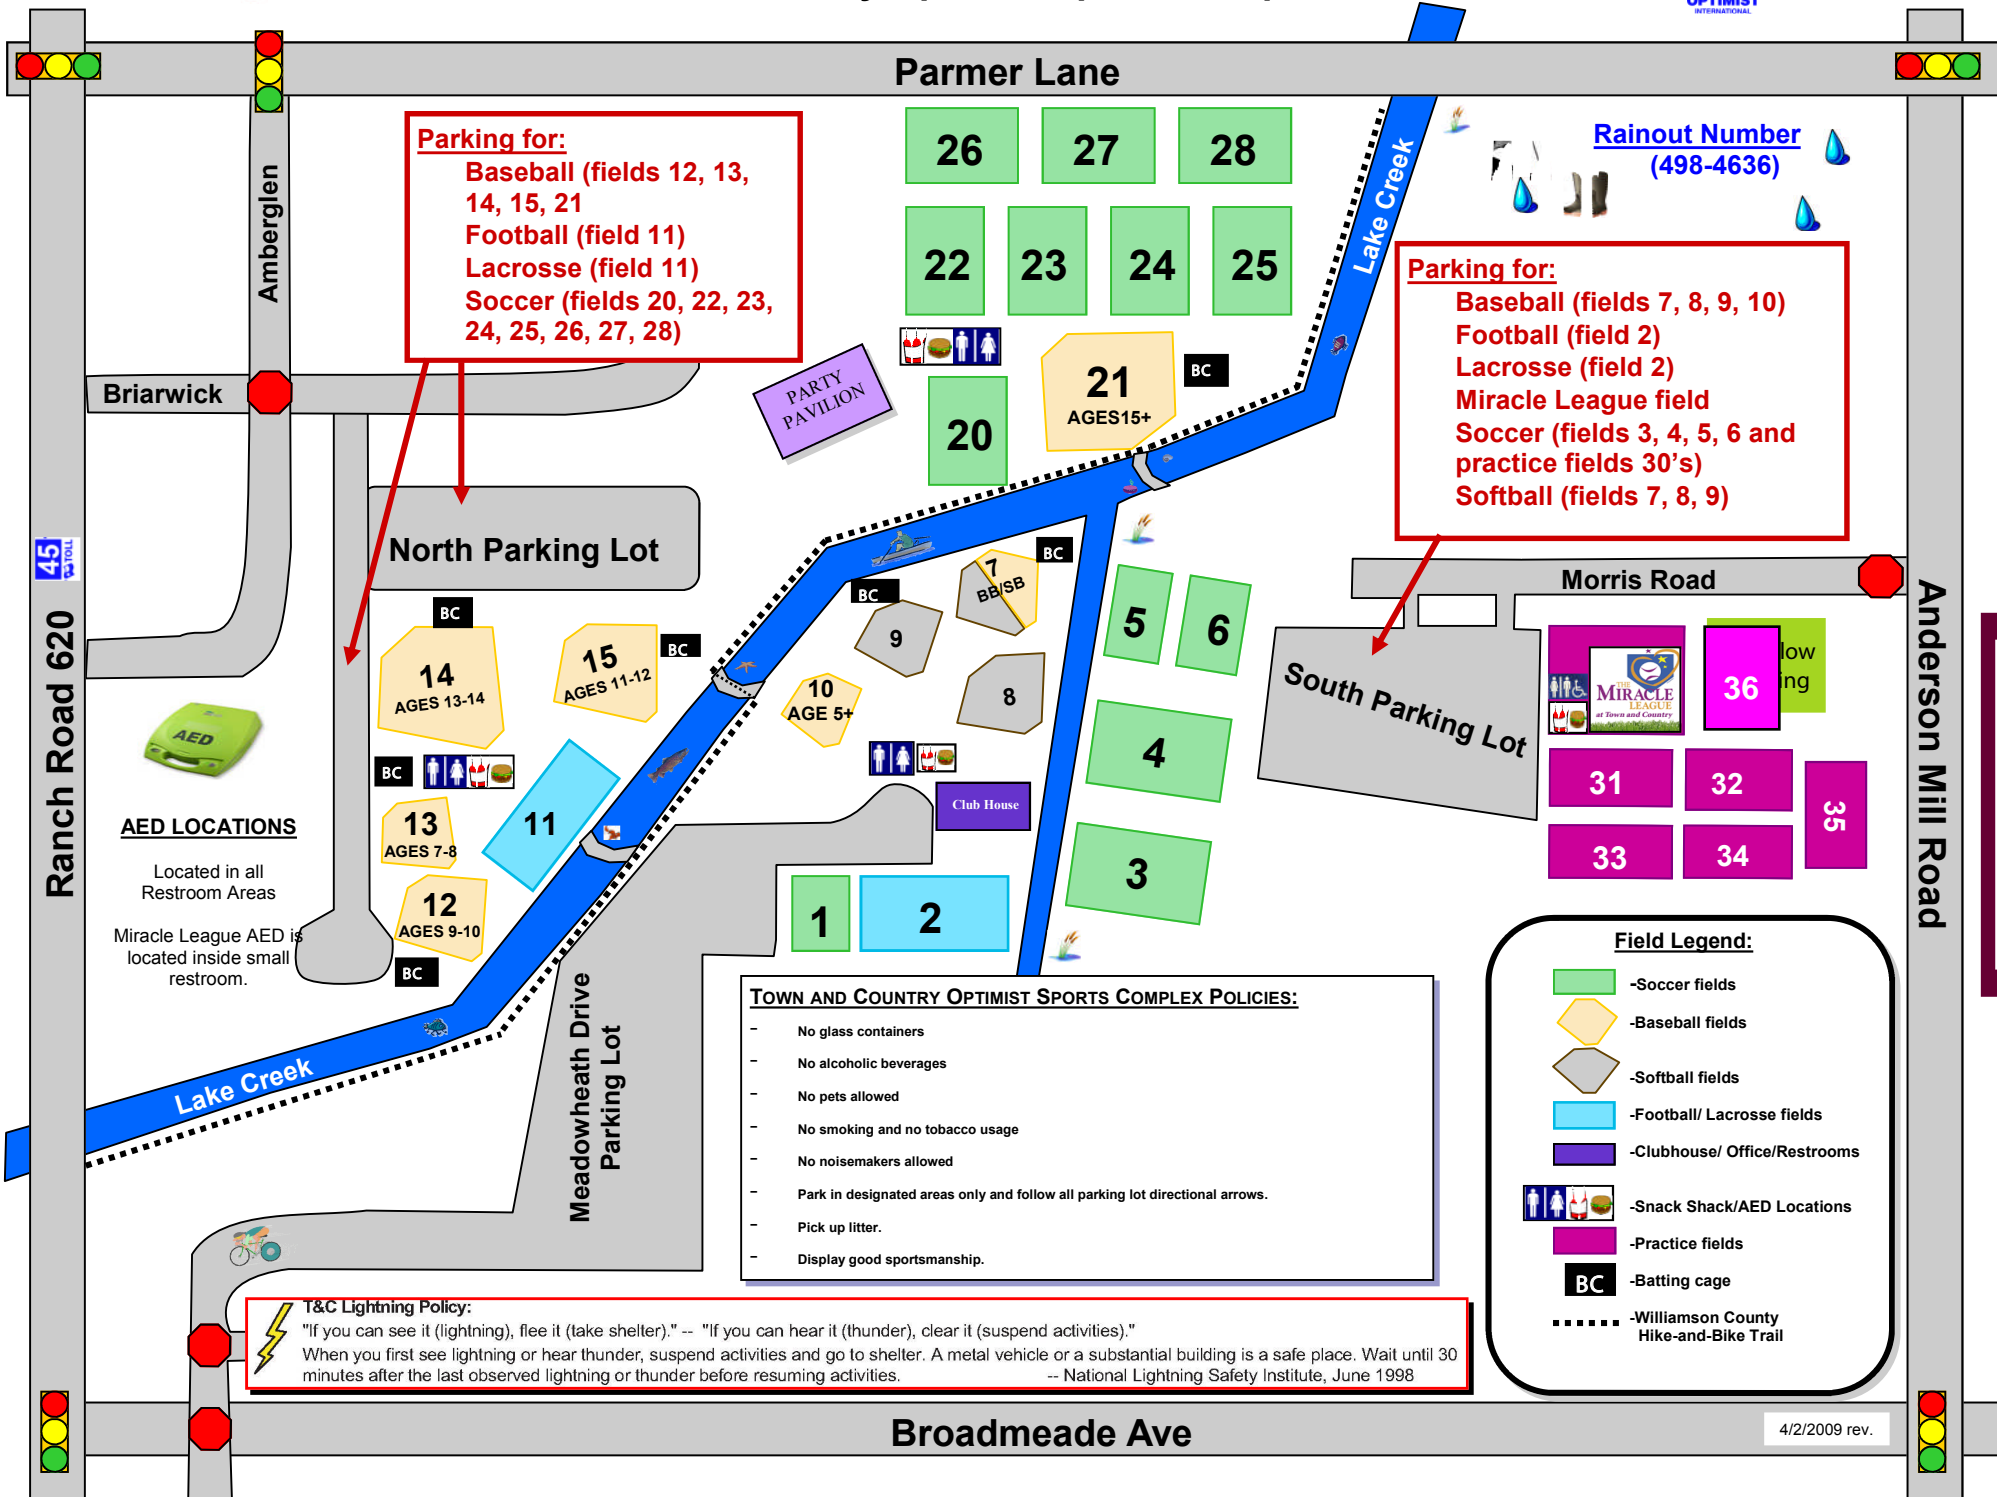 OPTIMIST
INTERNATIONAL
Parmer Lane
Amberglen
Parking for:
Baseball (fields 12, 13,
14, 15, 21
Football (field 11)
Lacrosse (field 11)
Soccer (fields 20, 22, 23,
24, 25, 26, 27, 28)
26
27
28
22
23
24
25
Lake Creek
Rainout Number
(498-4636)
Parking for:
Baseball (fields 7, 8, 9, 10)
Football (field 2)
Lacrosse (field 2)
Miracle League field
Soccer (fields 3, 4, 5, 6 and
practice fields 30's)
Softball (fields 7, 8, 9)
Briarwick
PARTY
PAVILION
20
21
AGES15+
BC
North Parking Lot
45
TOLL
Ranch Road 620
BC
14
AGES 13-14
15
AGES 11-12
BC
BC
9
7
BB/SB
BC
10
AGE 5+
8
5
6
4
3
Morris Road
South Parking Lot
THE
MIRACLE
LEAGUE
at Town and Country
36
low
ing
31
32
33
34
35
Anderson Mill Road
AED
AED LOCATIONS
Located in all
Restroom Areas
Miracle League AED is
located inside small
restroom.
BC
13
AGES 7-8
12
AGES 9-10
BC
11
Club House
1
2
Lake Creek
Meadowheath Drive
Parking Lot
TOWN AND COUNTRY OPTIMIST SPORTS COMPLEX POLICIES:
- No glass containers
- No alcoholic beverages
- No pets allowed
- No smoking and no tobacco usage
- No noisemakers allowed
- Park in designated areas only and follow all parking lot directional arrows.
- Pick up litter.
- Display good sportsmanship.
Field Legend:
-Soccer fields
-Baseball fields
-Softball fields
-Football/ Lacrosse fields
-Clubhouse/ Office/Restrooms
-Snack Shack/AED Locations
-Practice fields
BC -Batting cage
-Williamson County
Hike-and-Bike Trail
T&C Lightning Policy:
"If you can see it (lightning), flee it (take shelter)." -- "If you can hear it (thunder), clear it (suspend activities)."
When you first see lightning or hear thunder, suspend activities and go to shelter. A metal vehicle or a substantial building is a safe place. Wait until 30
minutes after the last observed lightning or thunder before resuming activities. -- National Lightning Safety Institute, June 1998
Broadmeade Ave
4/2/2009 rev.